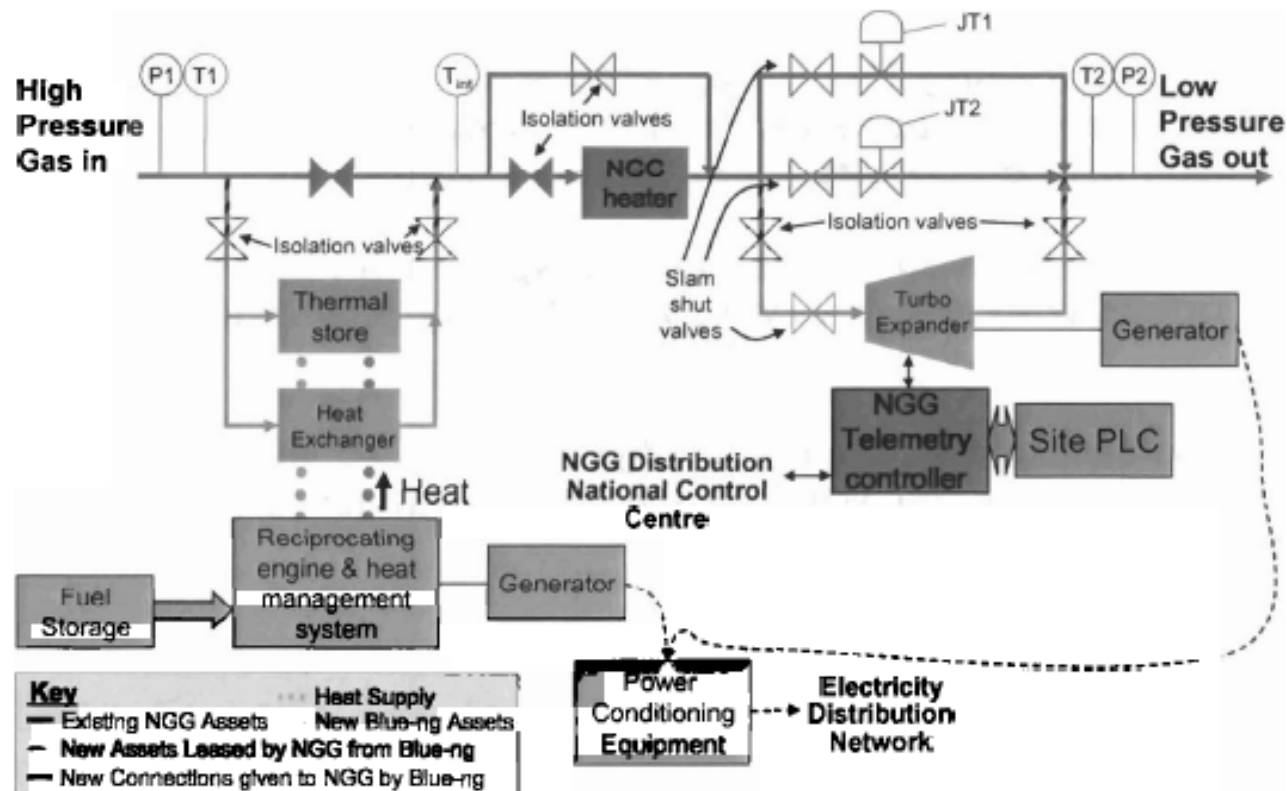 High
Pressure
Gas in
P1
T1
Tint
Isolation valves
NGG
heater
JT1
JT2
T2
P2
Low
Pressure
Gas out
Isolation valves
Isolation valves
Slam
shut
valves
Thermal
store
Heat
Exchanger
Turbo
Expander
Generator
NGG
Telemetry
controller
Site PLC
NGG Distribution
National Control
Centre
Heat
Reciprocating
engine & heat
management
system
Generator
Fuel
Storage
Power
Conditioning
Equipment
Electricity
Distribution
Network
Key
Heat Supply
Existing NGG Assets
New Blue-ng Assets
New Assets Leased by NGG from Blue-ng
New Connections given to NGG by Blue-ng